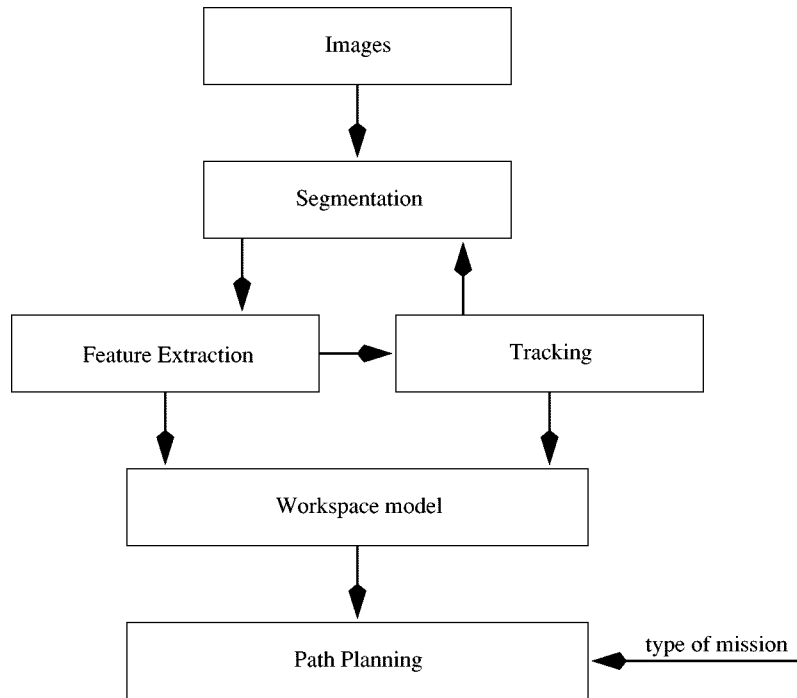 Images
Segmentation
Feature Extraction
Tracking
Workspace model
type of mission
Path Planning